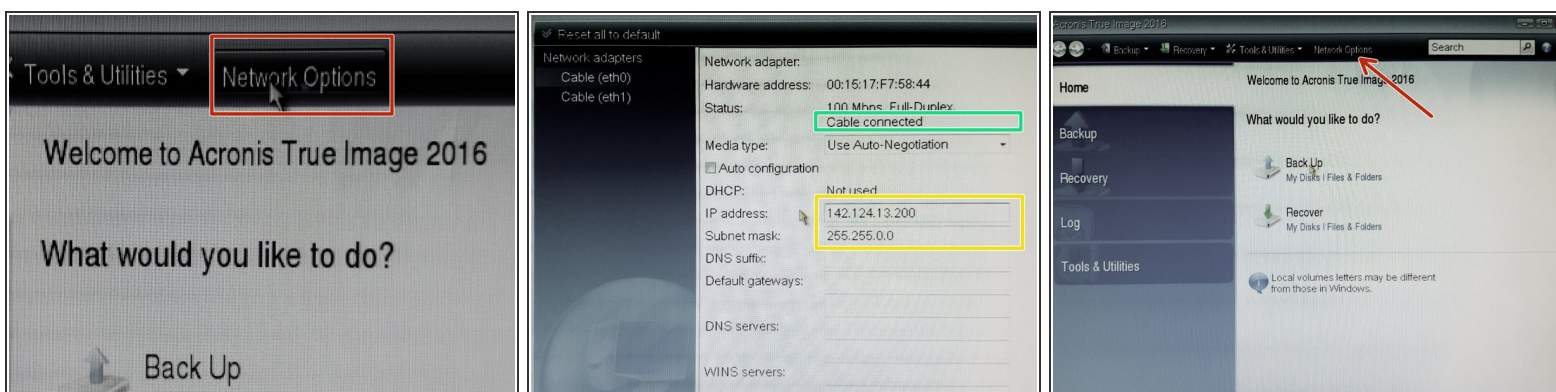 Tools & Utilities
Network Options
Welcome to Acronis True Image 2016
What would you like to do?
Back Up
Reset all to default
Network adapters
Cable (eth0)
Cable (eth1)
Network adapter:
Hardware address: 00:15:17:F7:58:44
Status: 100 Mbps, Full-Duplex,
Cable connected
Media type: Use Auto-Negotiation
Auto configuration
DHCP: Not used
IP address: 142.124.13.200
Subnet mask: 255.255.0.0
DNS suffix:
Default gateways:
DNS servers:
WINS servers:
Acronis True Image 2016
Backup Recovery Tools & Utilities Network Options Search
Home
Backup
Recovery
Log
Tools & Utilities
Welcome to Acronis True Image 2016
What would you like to do?
Back Up
My Disks | Files & Folders
Recover
My Disks | Files & Folders
Local volumes letters may be different
from those in Windows.